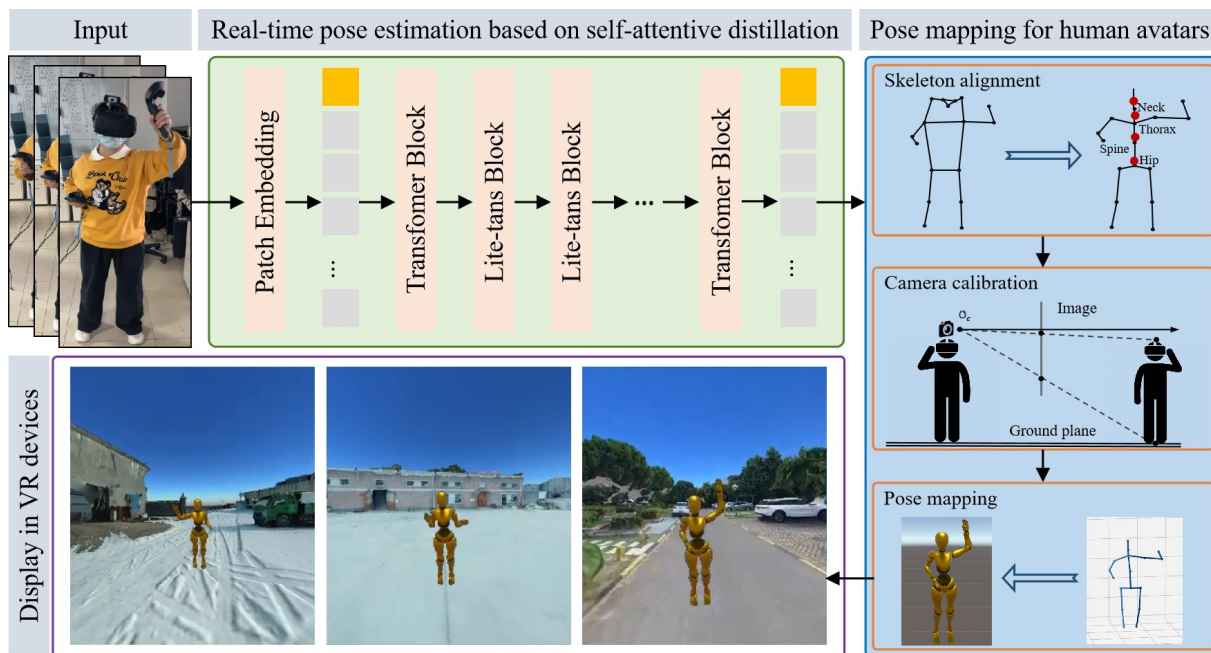 Input
Real-time pose estimation based on self-attentive distillation
Pose mapping for human avatars
Patch Embedding
...
Transfomer Block
Lite-tans Block
Lite-tans Block
...
Transfomer Block
...
Skeleton alignment
Neck
Thorax
Spine
Hip
Camera calibration
Oc
Image
Ground plane
Pose mapping
Display in VR devices